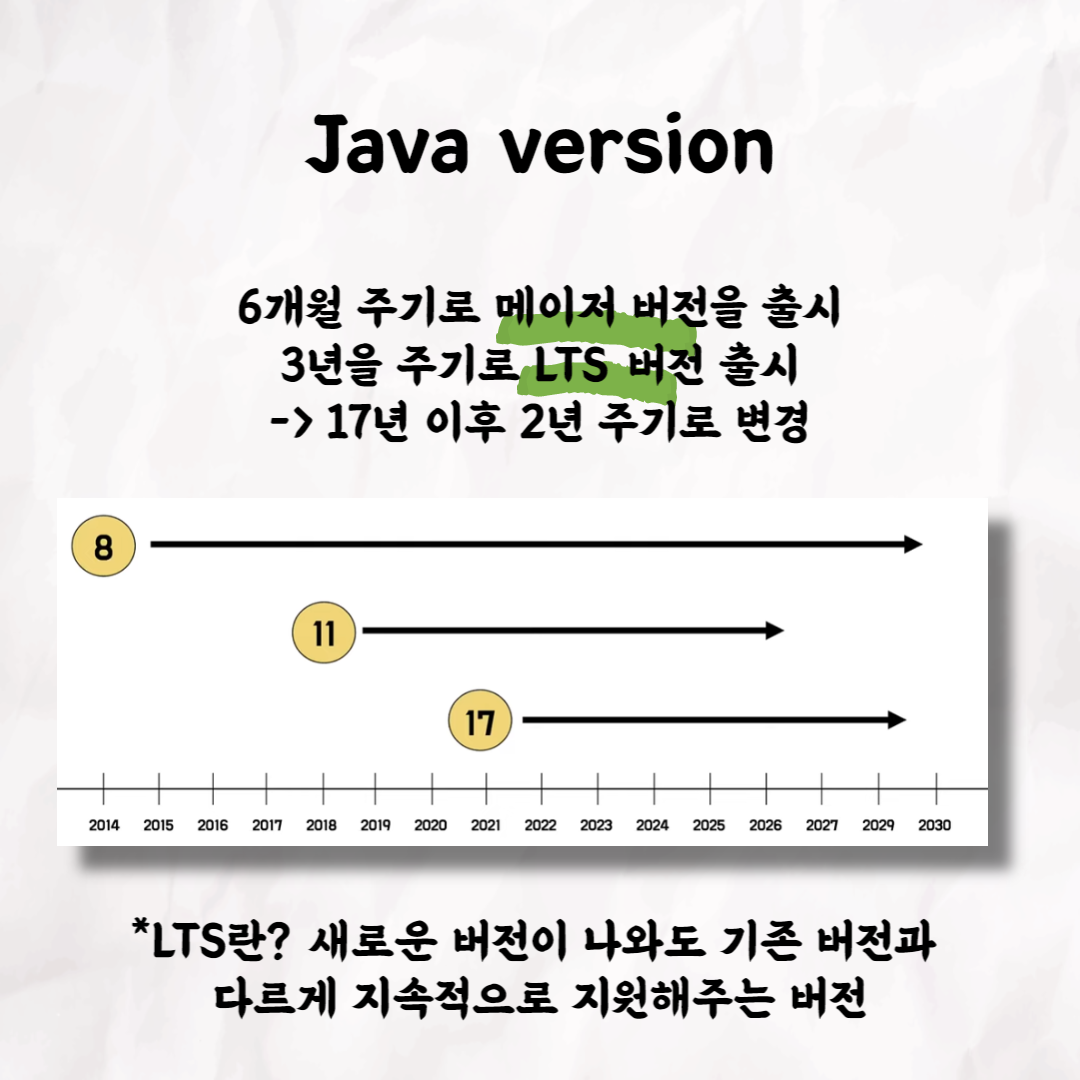 Java version
6개월 주기로 메이저 버전을 출시
3년을 주기로 LTS 버전 출시
-> 17년 이후 2년 주기로 변경
8
11
17
2014 2015 2016 2017 2018 2019 2020 2021 2022 2023 2024 2025 2026 2027 2029 2030
*LTS란? 새로운 버전이 나와도 기존 버전과
다르게 지속적으로 지원해주는 버전